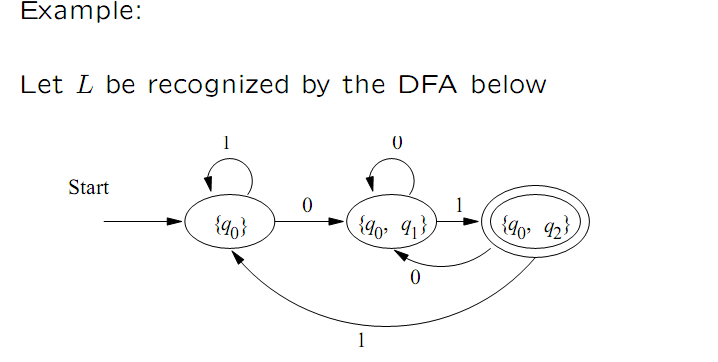 Example:
Let L be recognized by the DFA below
1
0
Start
0
1
{q₀}
{q₀, q₁}
{q₀, q₂}
0
1